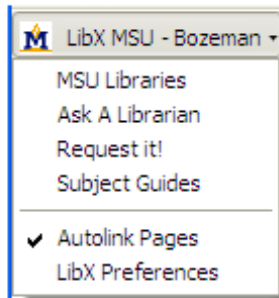 M LibX MSU - Bozeman
MSU Libraries
Ask A Librarian
Request it!
Subject Guides
Autolink Pages
LibX Preferences